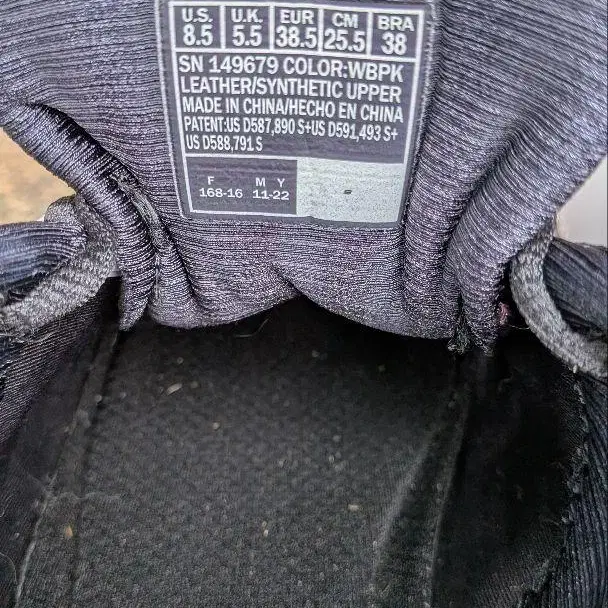 U.S. U.K. EUR CM BRA
8.5 5.5 38.5 25.5 38
SN 149679 COLOR:WBPK
LEATHER/SYNTHETIC UPPER
MADE IN CHINA/HECHO EN CHINA
PATENT:US D587,890 S+US D591,493 S+
US D588,791 S
F M Y
168-16 11-22